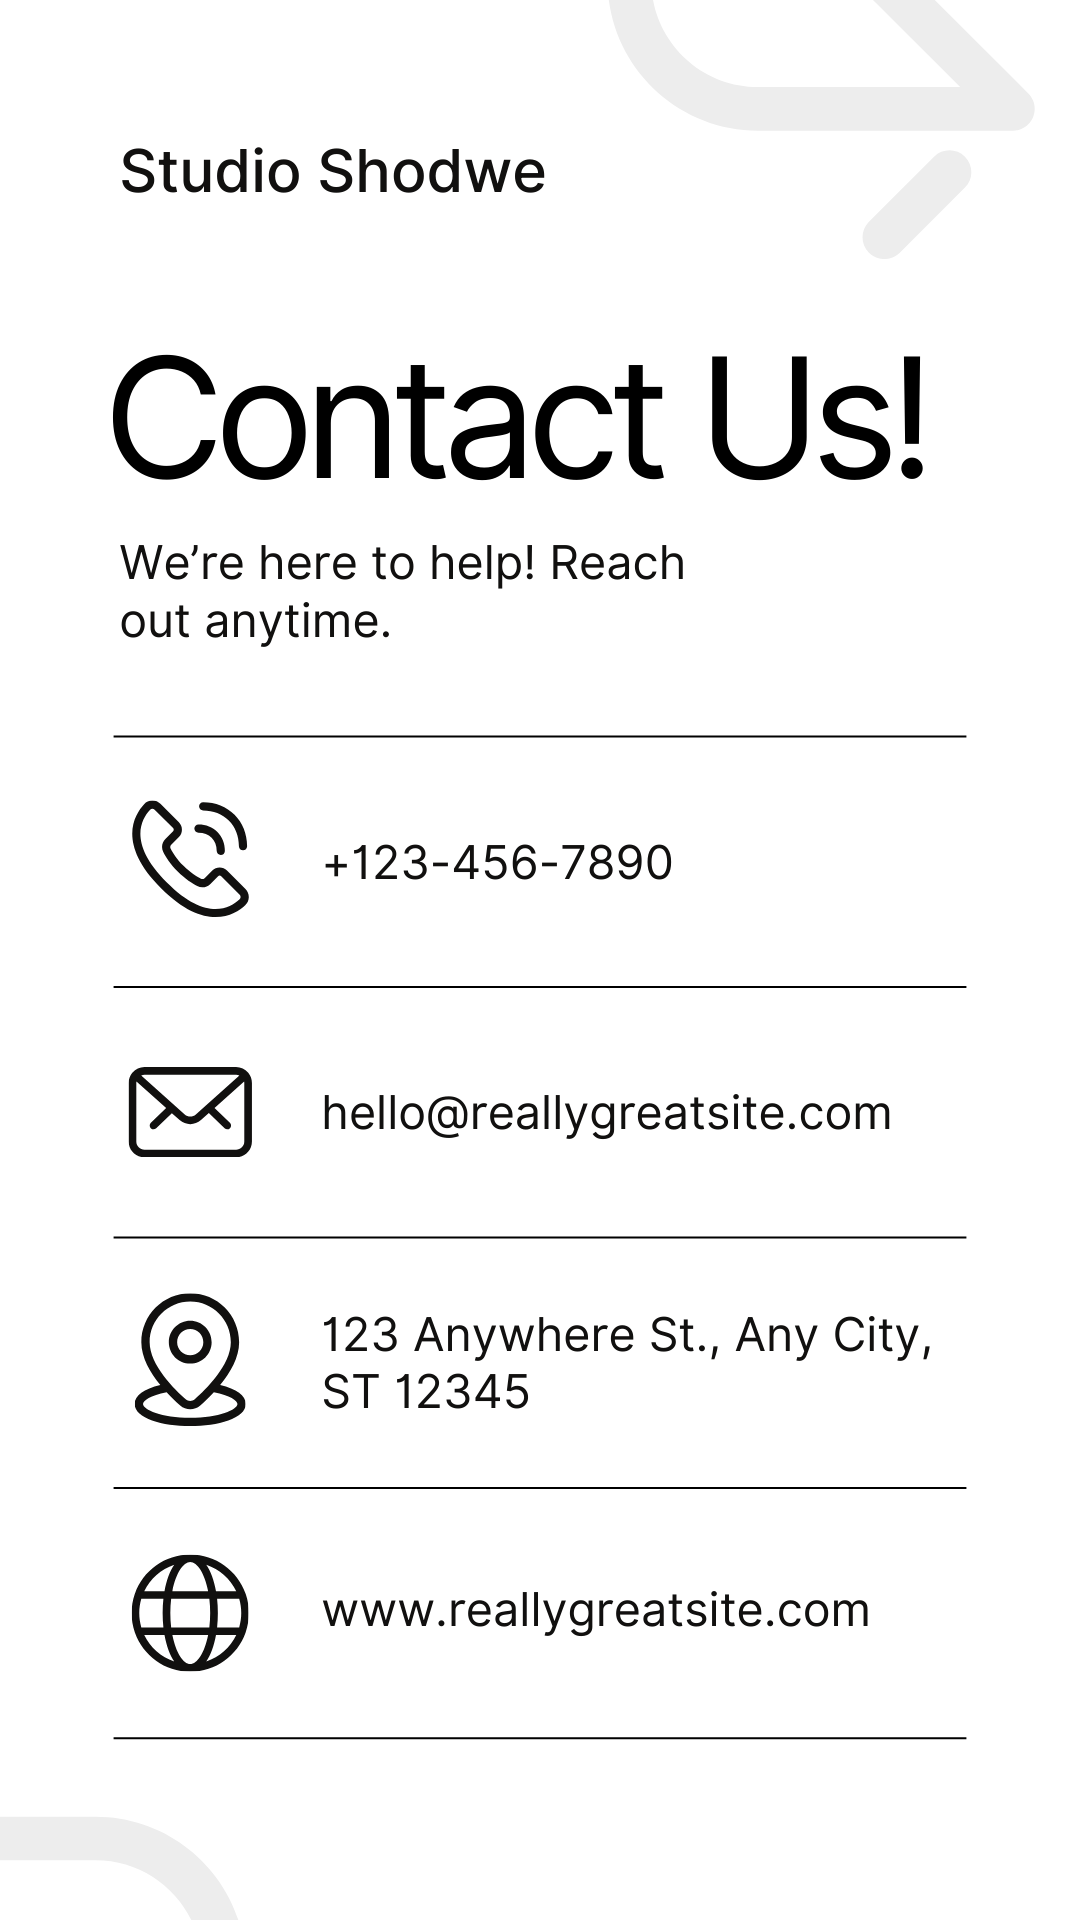 Studio Shodwe
Contact Us!
We’re here to help! Reach
out anytime.
+123-456-7890
hello@reallygreatsite.com
123 Anywhere St., Any City,
ST 12345
www.reallygreatsite.com